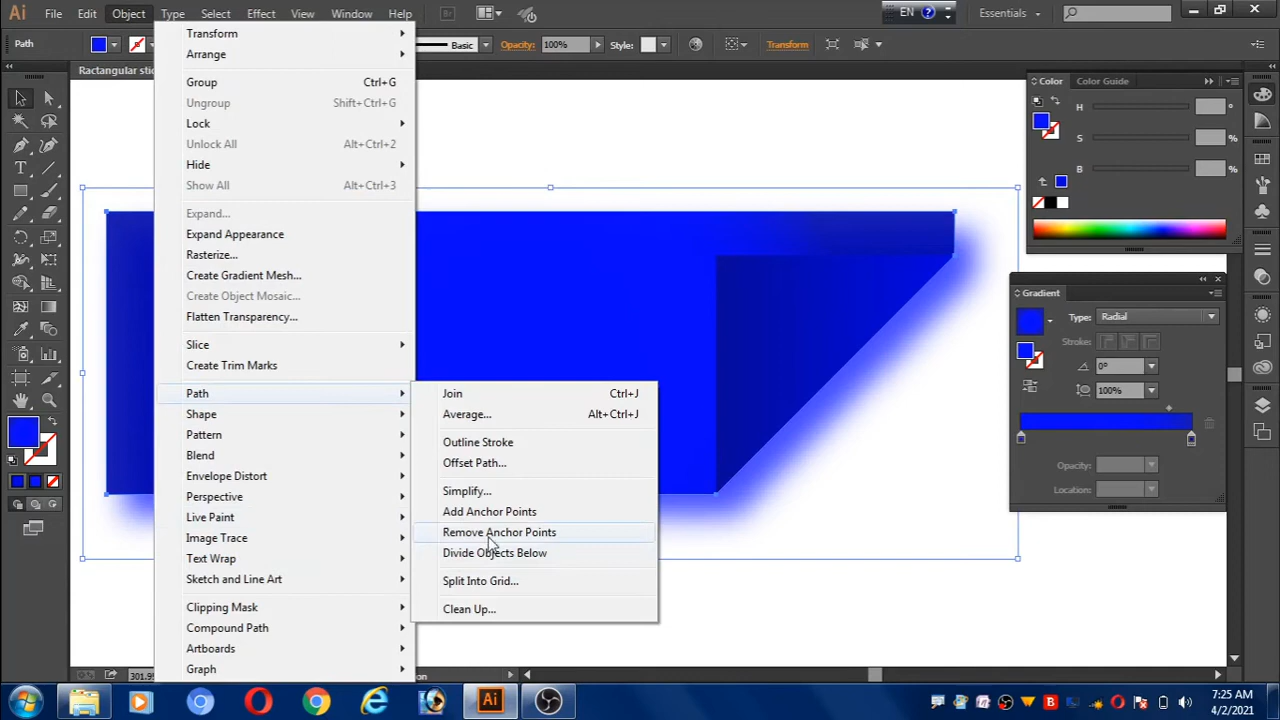 Ai File Edit Object Type Select Effect View Window Help Br EN Essentials
Path Basic Opacity: 100% Style: Transform
Ractangular stic
Transform
Arrange
Group Ctrl+G
Ungroup Shift+Ctrl+G
Lock
Unlock All Alt+Ctrl+2
Hide
Show All Alt+Ctrl+3
Expand...
Expand Appearance
Rasterize...
Create Gradient Mesh...
Create Object Mosaic...
Flatten Transparency...
Slice
Create Trim Marks
Path
Shape
Pattern
Blend
Envelope Distort
Perspective
Live Paint
Image Trace
Text Wrap
Sketch and Line Art
Clipping Mask
Compound Path
Artboards
Graph
Join Ctrl+J
Average... Alt+Ctrl+J
Outline Stroke
Offset Path...
Simplify...
Add Anchor Points
Remove Anchor Points
Divide Objects Below
Split Into Grid...
Clean Up...
Color Color Guide
H °
S %
B %
Gradient
Type: Radial
Stroke:
0°
100%
Opacity:
Location:
301.95
Ai
7:25 AM
4/2/2021